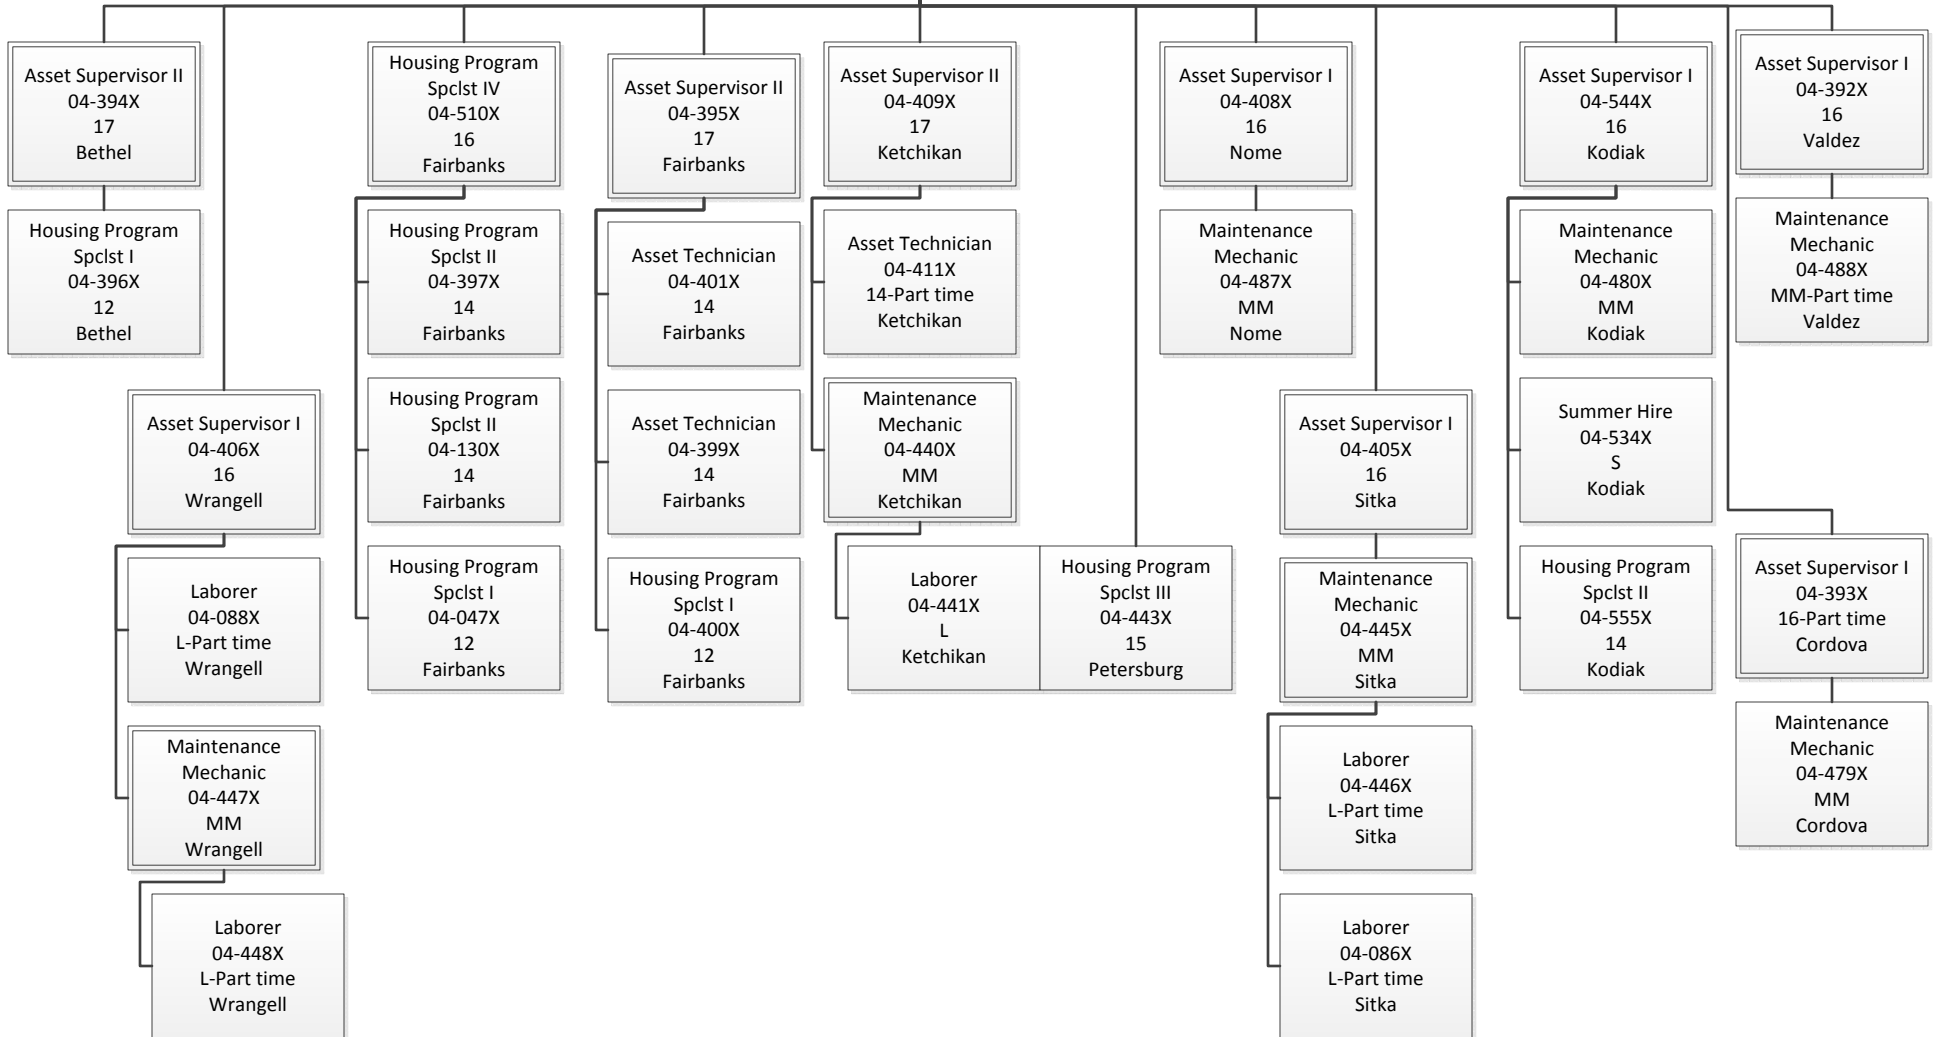 Asset Supervisor II
04-394X
17
Bethel
Housing Program
Spclst I
04-396X
12
Bethel
Asset Supervisor I
04-406X
16
Wrangell
Laborer
04-088X
L-Part time
Wrangell
Maintenance
Mechanic
04-447X
MM
Wrangell
Laborer
04-448X
L-Part time
Wrangell
Housing Program
Spclst IV
04-510X
16
Fairbanks
Housing Program
Spclst II
04-397X
14
Fairbanks
Housing Program
Spclst II
04-130X
14
Fairbanks
Housing Program
Spclst I
04-047X
12
Fairbanks
Asset Supervisor II
04-395X
17
Fairbanks
Asset Technician
04-401X
14
Fairbanks
Asset Technician
04-399X
14
Fairbanks
Housing Program
Spclst I
04-400X
12
Fairbanks
Asset Supervisor II
04-409X
17
Ketchikan
Asset Technician
04-411X
14-Part time
Ketchikan
Maintenance
Mechanic
04-440X
MM
Ketchikan
Laborer
04-441X
L
Ketchikan
Housing Program
Spclst III
04-443X
15
Petersburg
Asset Supervisor I
04-408X
16
Nome
Maintenance
Mechanic
04-487X
MM
Nome
Asset Supervisor I
04-405X
16
Sitka
Maintenance
Mechanic
04-445X
MM
Sitka
Laborer
04-446X
L-Part time
Sitka
Laborer
04-086X
L-Part time
Sitka
Asset Supervisor I
04-544X
16
Kodiak
Maintenance
Mechanic
04-480X
MM
Kodiak
Summer Hire
04-534X
S
Kodiak
Housing Program
Spclst II
04-555X
14
Kodiak
Asset Supervisor I
04-392X
16
Valdez
Maintenance
Mechanic
04-488X
MM-Part time
Valdez
Asset Supervisor I
04-393X
16-Part time
Cordova
Maintenance
Mechanic
04-479X
MM
Cordova